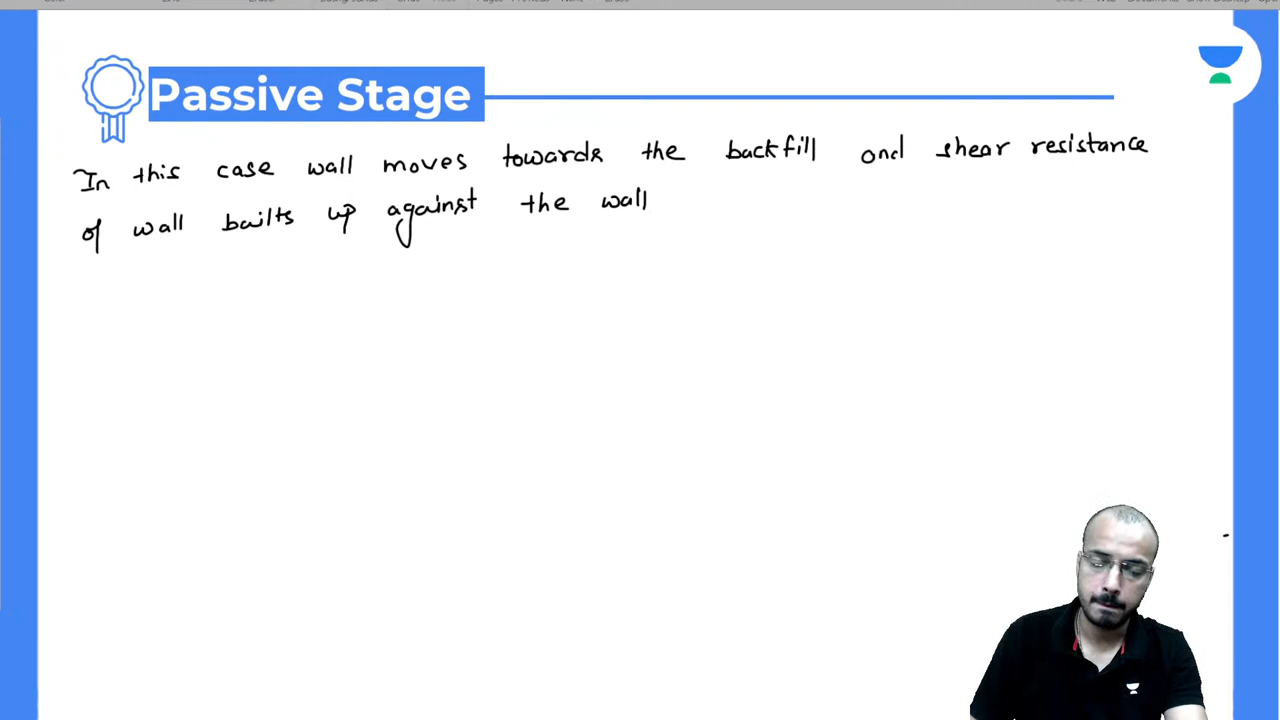 Passive Stage
In this case wall moves towards the backfill and shear resistance
of wall bailts up against the wall